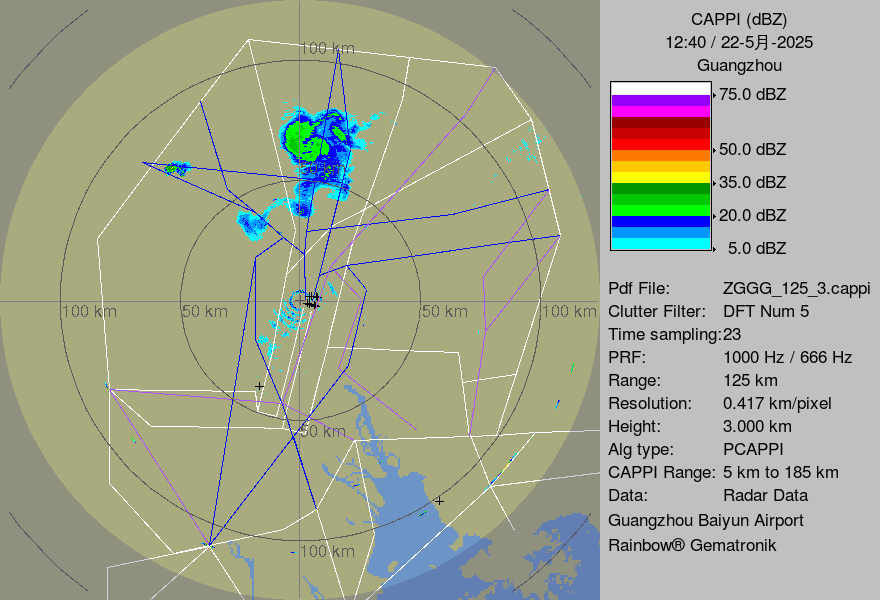 CAPPI (dBZ)
12:40 / 22-5月-2025
Guangzhou
75.0 dBZ
50.0 dBZ
35.0 dBZ
20.0 dBZ
5.0 dBZ
100 km
100 km
50 km
50 km
100 km
50 km
100 km
Pdf File: ZGGG_125_3.cappi
Clutter Filter: DFT Num 5
Time sampling:23
PRF: 1000 Hz / 666 Hz
Range: 125 km
Resolution: 0.417 km/pixel
Height: 3.000 km
Alg type: PCAPPI
CAPPI Range: 5 km to 185 km
Data: Radar Data
Guangzhou Baiyun Airport
Rainbow® Gematronik